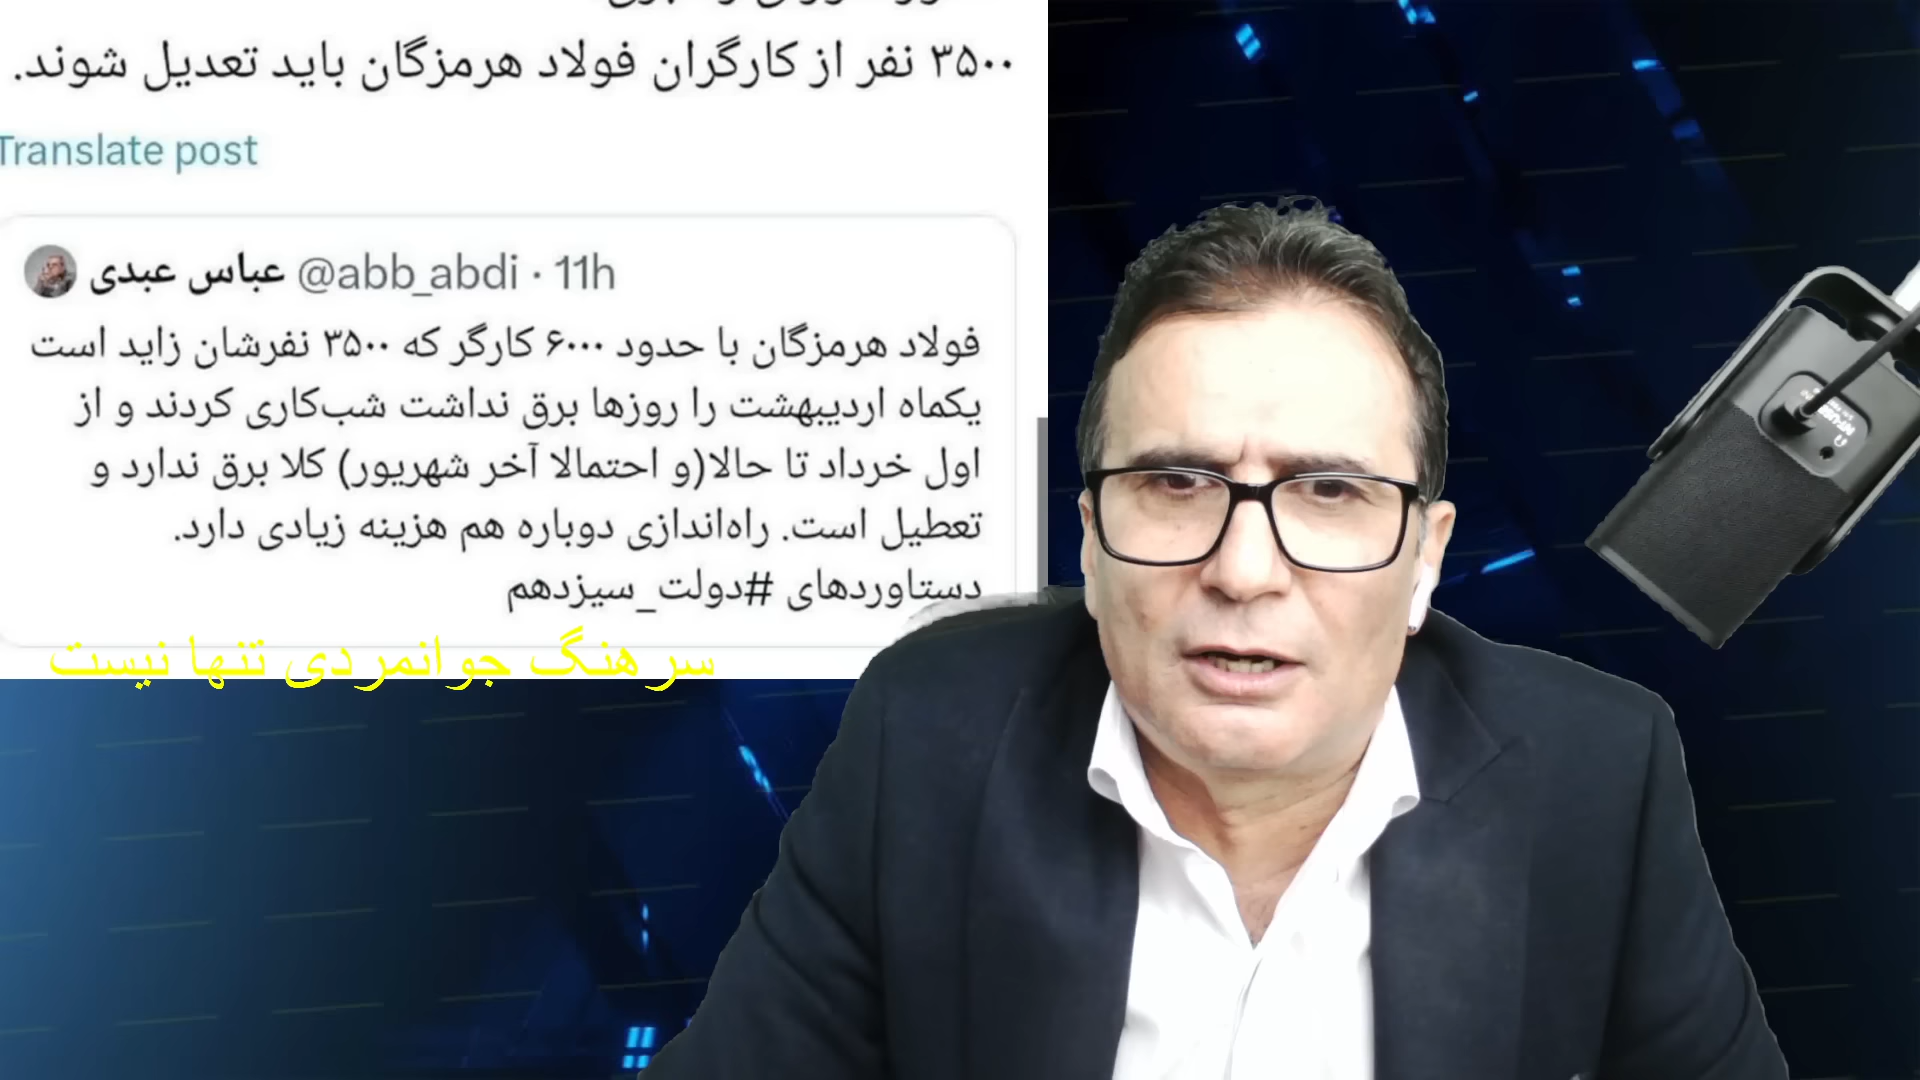 ۳۵۰۰ نفر از کارگران فولاد هرمزگان باید تعدیل شوند.
Translate post
عباس عبدی @abb_abdi · 11h
فولاد هرمزگان با حدود ۶۰۰۰ کارگر که ۳۵۰۰ نفرشان زاید است
یکماه اردیبهشت را روزها برق نداشت شب‌کاری کردند و از
اول خرداد تا حالا(و احتمالا آخر شهریور) کلا برق ندارد و
تعطیل است. راه‌اندازی دوباره هم هزینه زیادی دارد.
دستاوردهای #دولت_سیزدهم
سرهنگ جوانمردی تنها نیست